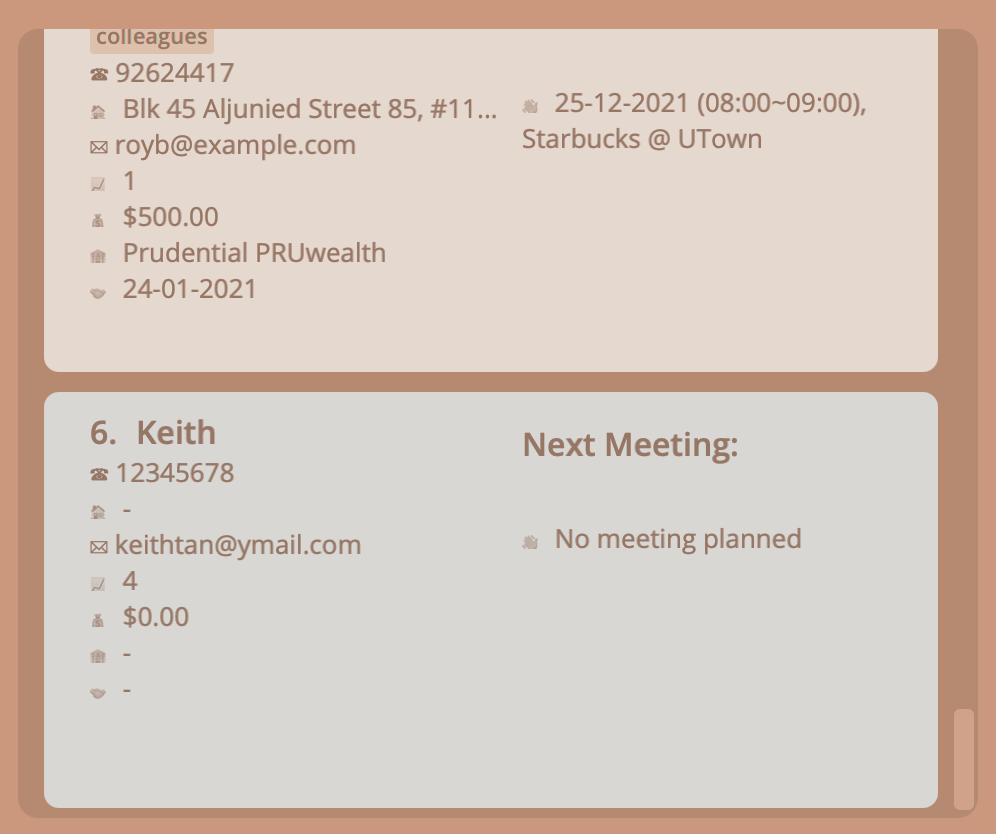 colleagues
92624417
Blk 45 Aljunied Street 85, #11...
royb@example.com
1
$500.00
Prudential PRUwealth
24-01-2021
25-12-2021 (08:00~09:00),
Starbucks @ UTown
6. Keith
12345678
-
keithtan@ymail.com
4
$0.00
-
-
Next Meeting:
No meeting planned